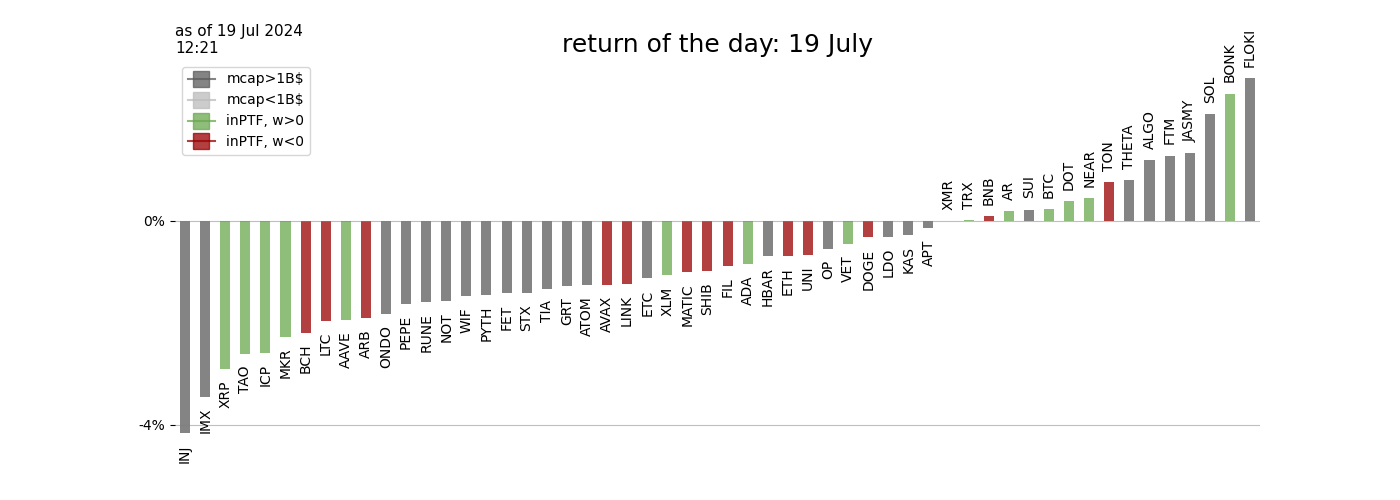 as of 19 Jul 2024
12:21
return of the day: 19 July
mcap>1B$
mcap<1B$
inPTF, w>0
inPTF, w<0
0%
-4%
INJ
IMX
XRP
TAO
ICP
MKR
BCH
LTC
AAVE
ARB
ONDO
PEPE
RUNE
NOT
WIF
PYTH
FET
STX
TIA
GRT
ATOM
AVAX
LINK
ETC
XLM
MATIC
SHIB
FIL
ADA
HBAR
ETH
UNI
OP
VET
DOGE
LDO
KAS
APT
XMR
TRX
BNB
AR
SUI
BTC
DOT
NEAR
TON
THETA
ALGO
FTM
JASMY
SOL
BONK
FLOKI